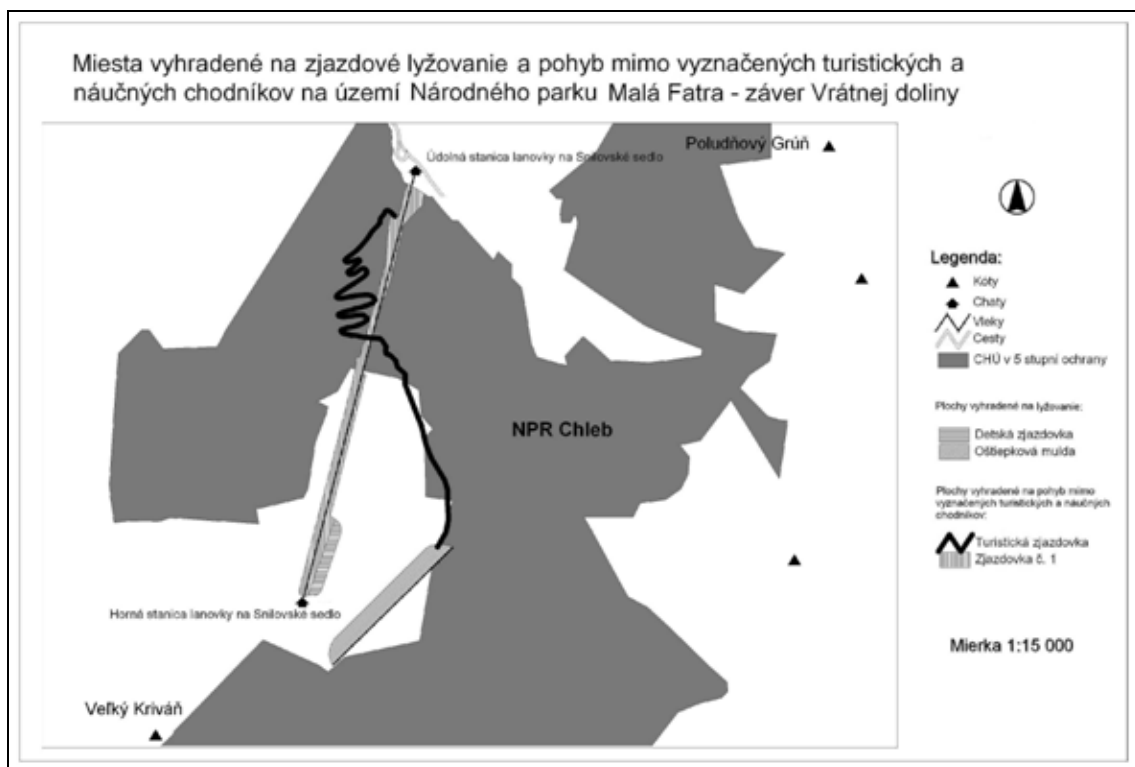 Miesta vyhradené na zjazdové lyžovanie a pohyb mimo vyznačených turistických a
náučných chodníkov na území Národného parku Malá Fatra - záver Vrátnej doliny
Poludňový Grúň
Údolná stanica lanovky na Snilovské sedlo
NPR Chleb
Horná stanica lanovky na Snilovské sedlo
Veľký Kriváň
Legenda:
Kóty
Chaty
Vleky
Cesty
CHÚ v 5 stupni ochrany
Plochy vyhradené na lyžovanie:
Detská zjazdovka
Oštiepková mulda
Plochy vyhradené na pohyb mimo
vyznačených turistických a náučných
chodníkov:
Turistická zjazdovka
Zjazdovka č. 1
Mierka 1:15 000